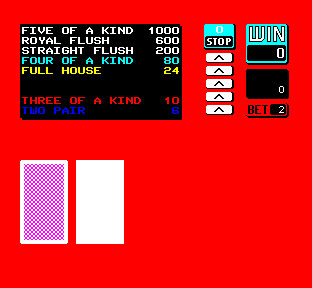 FIVE OF A KIND 1000
ROYAL FLUSH 600
STRAIGHT FLUSH 200
FOUR OF A KIND 80
FULL HOUSE 24
THREE OF A KIND 10
TWO PAIR R
0
STOP
WIN
0
0
BET 2